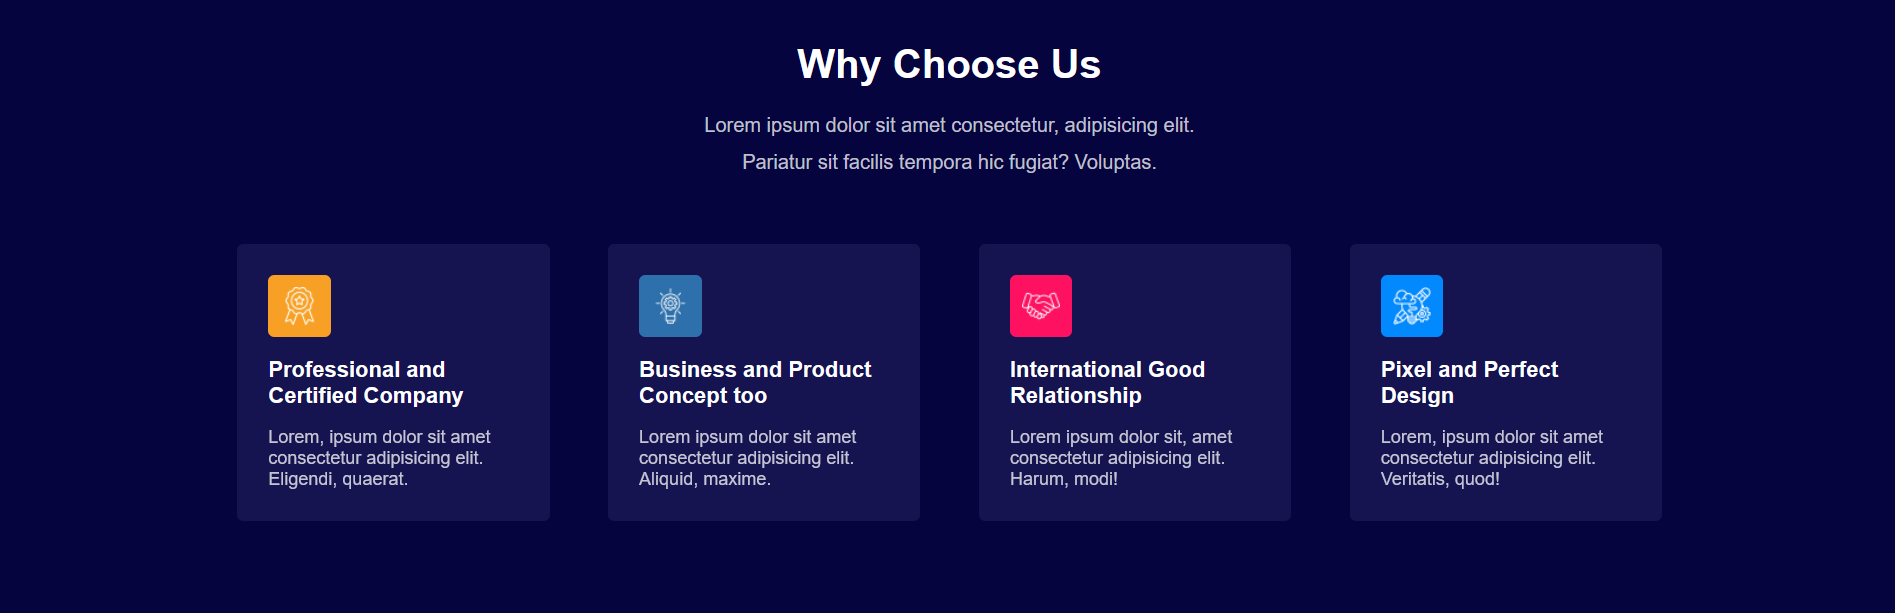 Why Choose Us
Lorem ipsum dolor sit amet consectetur, adipisicing elit.
Pariatur sit facilis tempora hic fugiat? Voluptas.
Professional and
Certified Company
Lorem, ipsum dolor sit amet
consectetur adipisicing elit.
Eligendi, quaerat.
Business and Product
Concept too
Lorem ipsum dolor sit amet
consectetur adipisicing elit.
Aliquid, maxime.
International Good
Relationship
Lorem ipsum dolor sit, amet
consectetur adipisicing elit.
Harum, modi!
Pixel and Perfect
Design
Lorem, ipsum dolor sit amet
consectetur adipisicing elit.
Veritatis, quod!